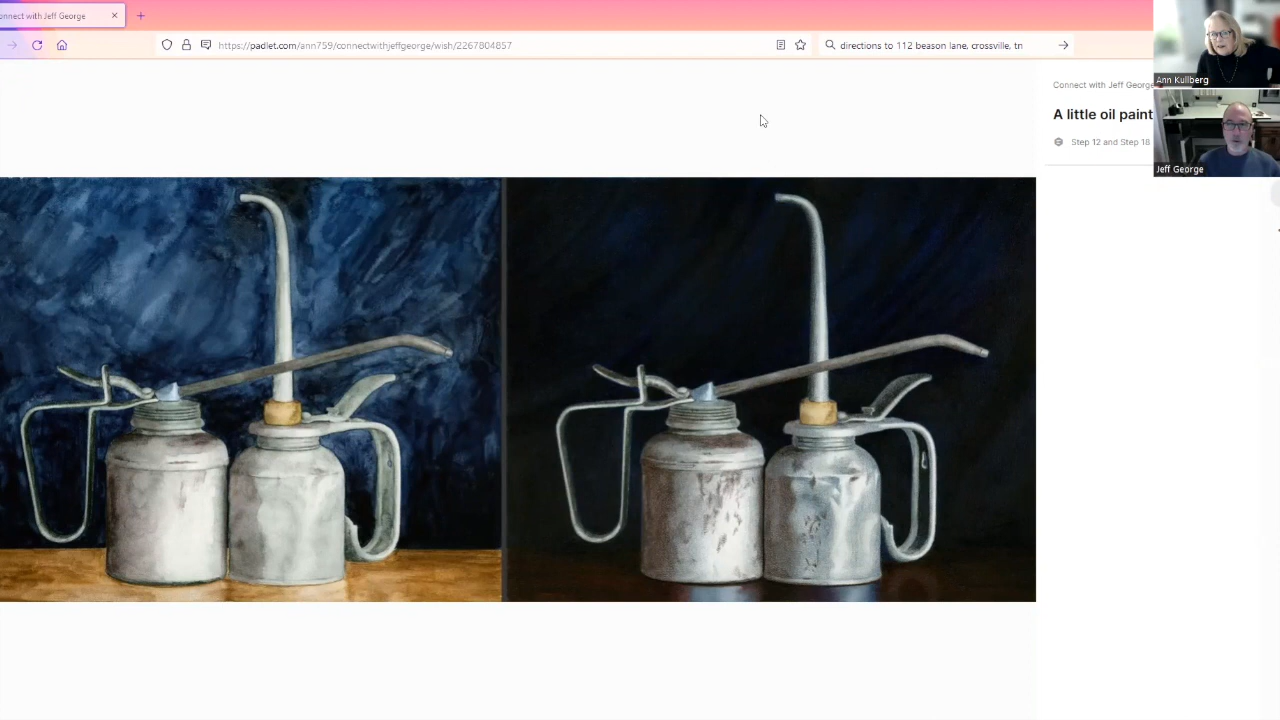 onnect with Jeff George
https://padlet.com/ann759/connectwithjeffgeorge/wish/2267804857
directions to 112 beason lane, crossville, tn
Ann Kullberg
Connect with Jeff George
A little oil paint
Step 12 and Step 18
Jeff George